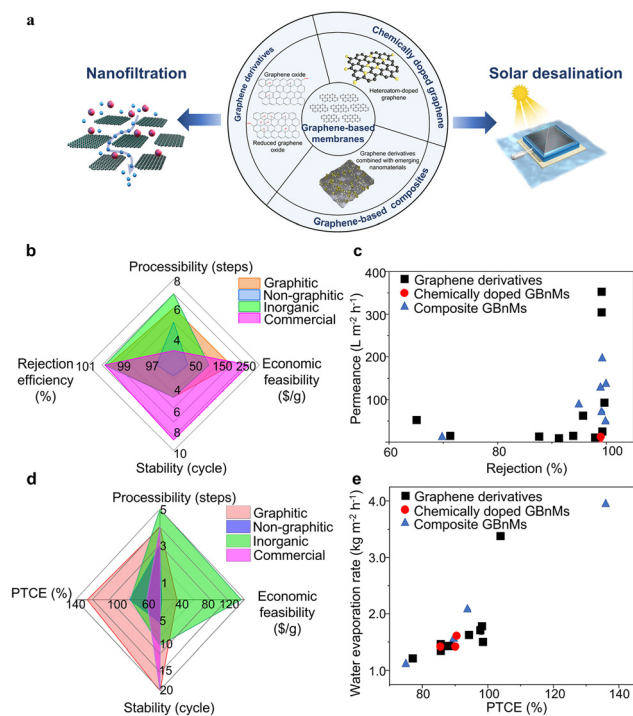 a
Nanofiltration
Graphene derivatives
Chemically doped graphene
Graphene oxide
Reduced graphene
oxide
Heteroatom-doped
graphene
Graphene-based
membranes
Graphene derivatives
combined with emerging
nanomaterials
Graphene-based composites
Solar desalination
b
Processibility (steps)
8
6
4
Graphitic
Non-graphitic
Inorganic
Commercial
Rejection
efficiency
(%)
101 99 97 50 150 250
Economic
feasibility
($/g)
4
6
8
10
Stability (cycle)
c
Permeance (L m⁻² h⁻¹)
400
350
300
200
100
60 80 100
Rejection (%)
Graphene derivatives
Chemically doped GBnMs
Composite GBnMs
d
Processibility (steps)
5
3
1
Graphitic
Non-graphitic
Inorganic
Commercial
PTCE (%)
140 100 60 40 80 120
Economic
feasibility
($/g)
5
10
15
20
Stability (cycle)
e
Water evaporation rate (kg m⁻² h⁻¹)
4.0
3.0
2.0
1.0
80 100 120 140
PTCE (%)
Graphene derivatives
Chemically doped GBnMs
Composite GBnMs